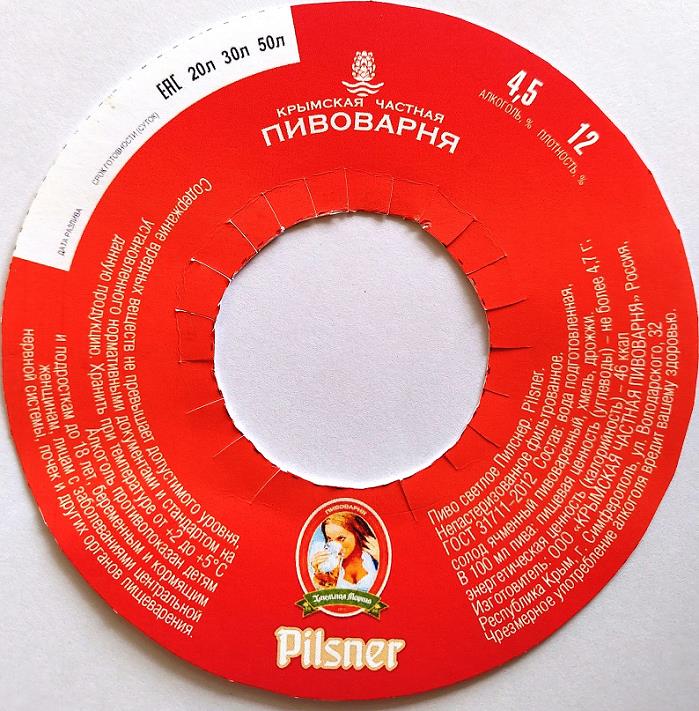 ЕАС 20л 30л 50л
СРОК ГОТОВНОСТИ (СУТОК)
ДАТА РАЗЛИВА
КРЫМСКАЯ ЧАСТНАЯ
ПИВОВАРНЯ
4,5
АЛКОГОЛЬ, %
12
ПЛОТНОСТЬ, %
Содержание вредных веществ не превышает допустимого уровня,
установленного нормативными документами и стандартом на
данную продукцию. Хранить при температуре от +2 до +5°С
Алкоголь противопоказан детям
и подросткам до 18 лет, беременным и кормящим
женщинам, лицам с заболеваниями центральной
нервной системы, почек и других органов пищеварения.
Пиво светлое Пилснер. Pilsner.
Непастеризованное фильтрованное.
ГОСТ 31711-2012 Состав: вода подготовленная,
солод ячменный пивоваренный, хмель, дрожжи.
В 100 мл пива: пищевая ценность (углеводы) – не более 4,7 г,
энергетическая ценность (калорийность) – 46 ккал
Изготовитель: ООО «КРЫМСКАЯ ЧАСТНАЯ ПИВОВАРНЯ» Россия,
Республика Крым, г. Симферополь, ул. Володарского, 32
Чрезмерное употребление алкоголя вредит вашему здоровью.
ПИВОВАРНЯ
Хмельная Марка
Pilsner